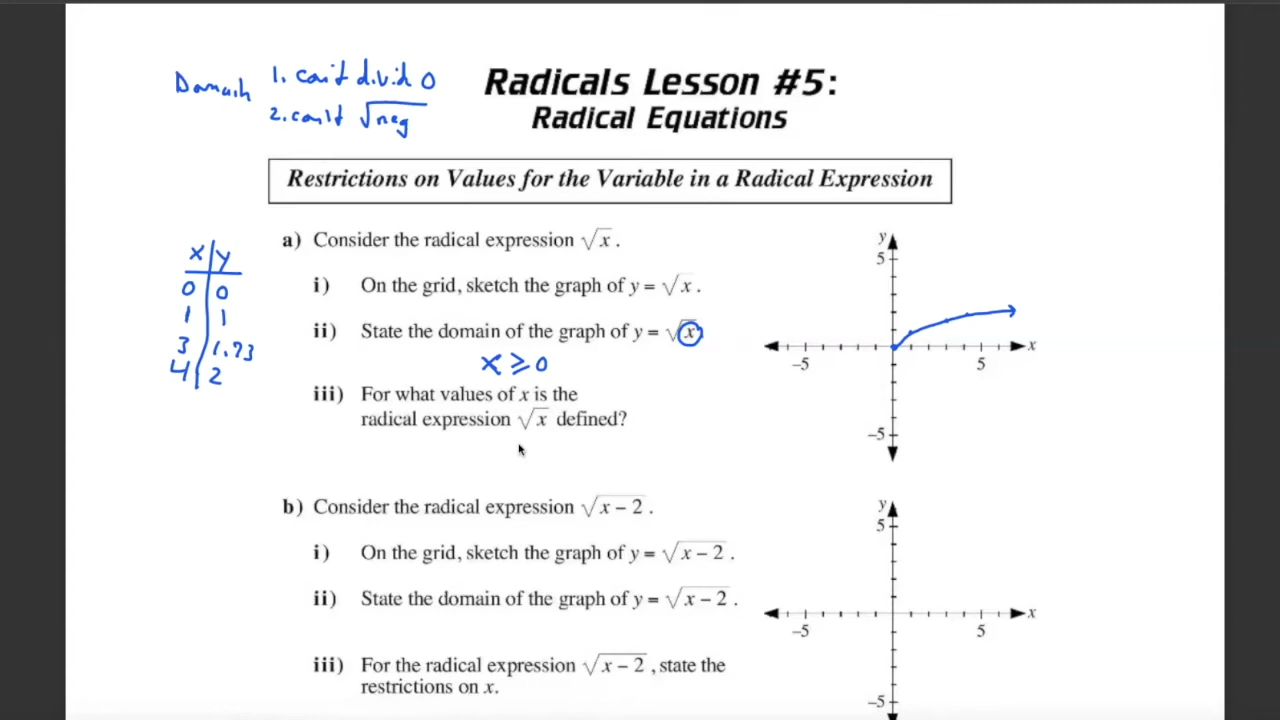 Domain 1. can't divid 0
2. can't √neg
Radicals Lesson #5:
Radical Equations
Restrictions on Values for the Variable in a Radical Expression
a) Consider the radical expression √x.
i) On the grid, sketch the graph of y = √x.
ii) State the domain of the graph of y = √x
x ≥ 0
iii) For what values of x is the
radical expression √x defined?
x y
0 0
1 1
3 1.73
4 2
y
5
-5
5
x
-5
b) Consider the radical expression √x – 2.
i) On the grid, sketch the graph of y = √x – 2.
ii) State the domain of the graph of y = √x – 2.
iii) For the radical expression √x – 2, state the
restrictions on x.
y
5
-5
5
x
-5